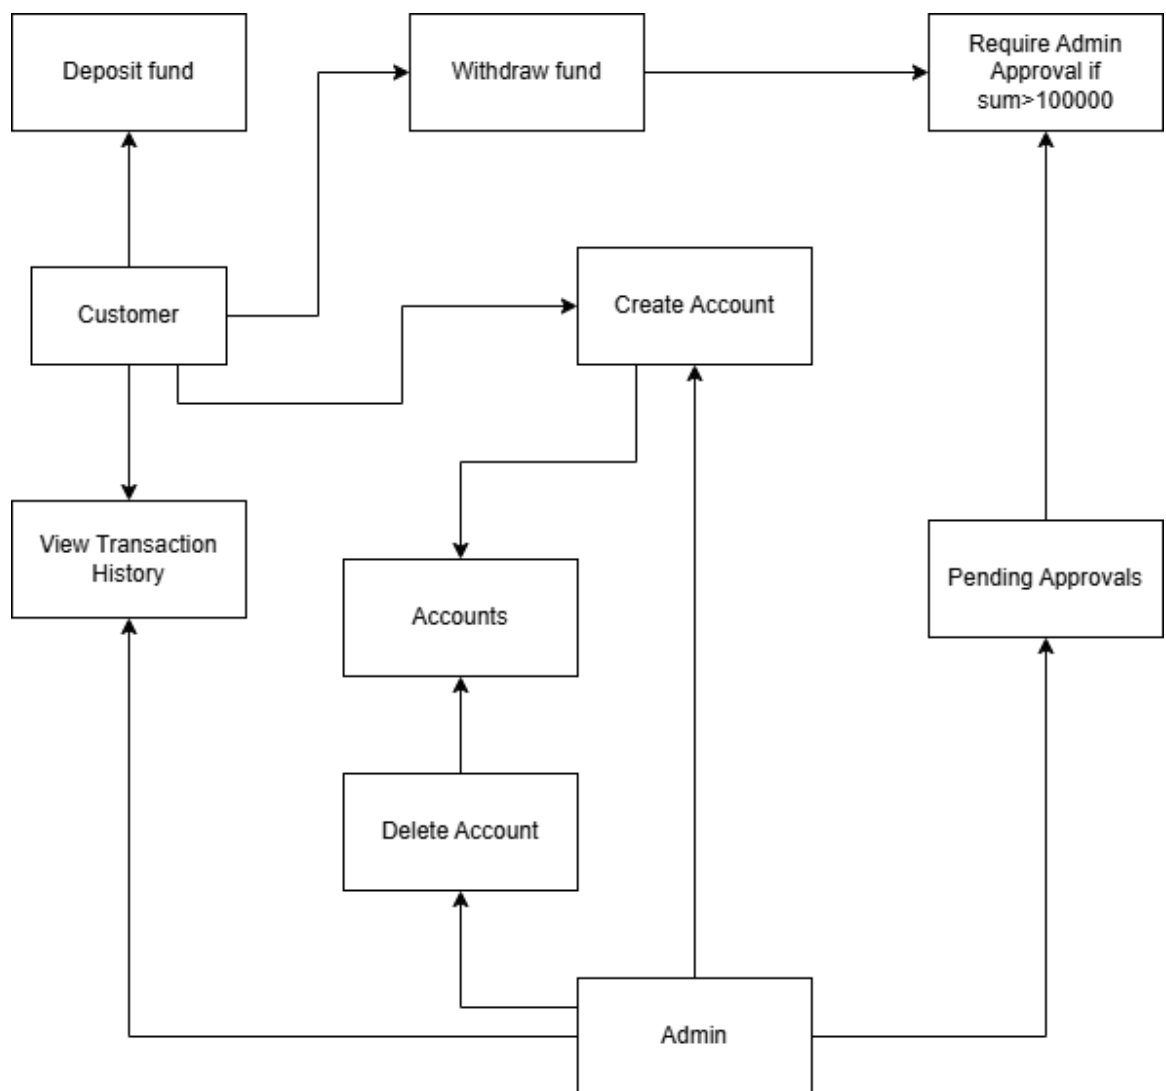 Deposit fund
Withdraw fund
Require Admin
Approval if
sum>100000
Customer
Create Account
View Transaction
History
Accounts
Pending Approvals
Delete Account
Admin